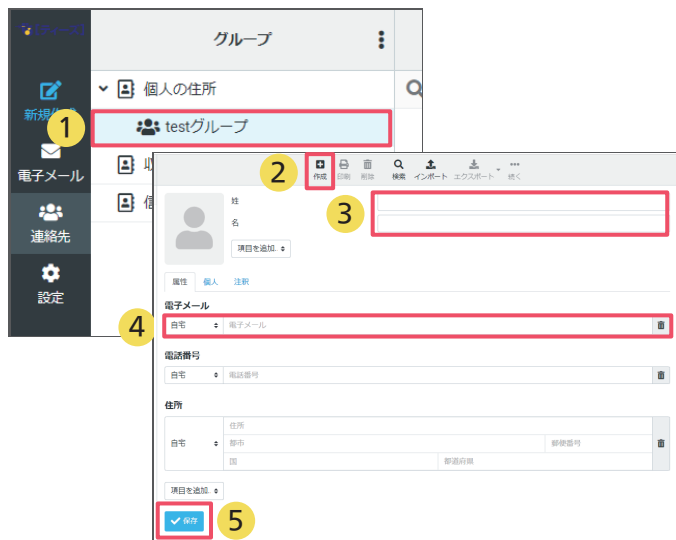 グループ
個人の住所
新規
1
testグループ
電子メール
連絡先
設定
2
作成 印刷 削除 検索 インポート エクスポート 続く
3
姓
名
項目を追加.
属性 個人 注釈
電子メール
4
自宅 電子メール
電話番号
自宅 電話番号
住所
住所
自宅 都市 郵便番号
国 都道府県
項目を追加.
保存
5